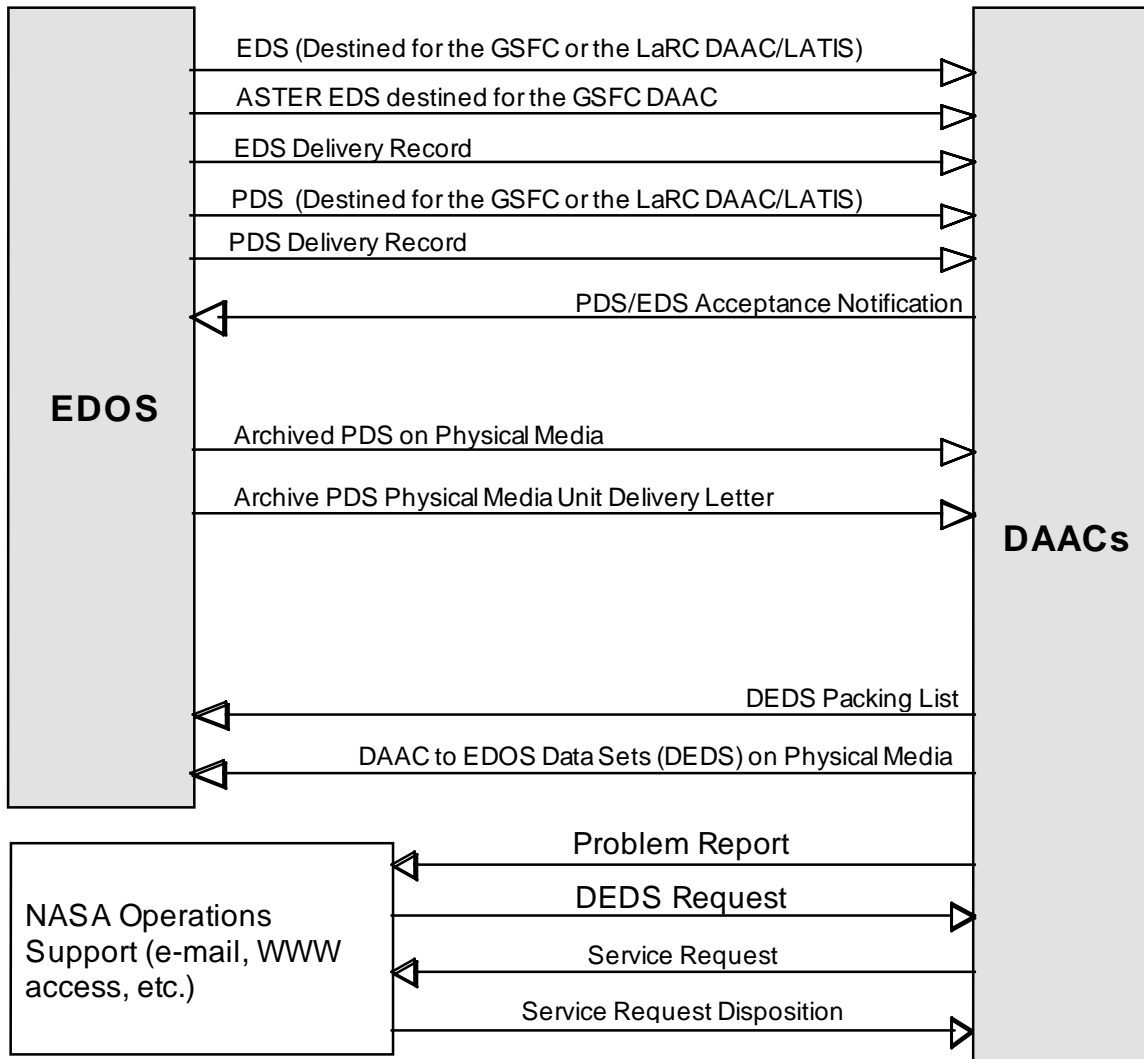 EDS (Destined for the GSFC or the LaRC DAAC/LATIS)
ASTER EDS destined for the GSFC DAAC
EDS Delivery Record
PDS (Destined for the GSFC or the LaRC DAAC/LATIS)
PDS Delivery Record
PDS/EDS Acceptance Notification
EDOS
Archived PDS on Physical Media
Archive PDS Physical Media Unit Delivery Letter
DAACs
DEDS Packing List
DAAC to EDOS Data Sets (DEDS) on Physical Media
Problem Report
DEDS Request
NASA Operations
Support (e-mail, WWW
access, etc.)
Service Request
Service Request Disposition